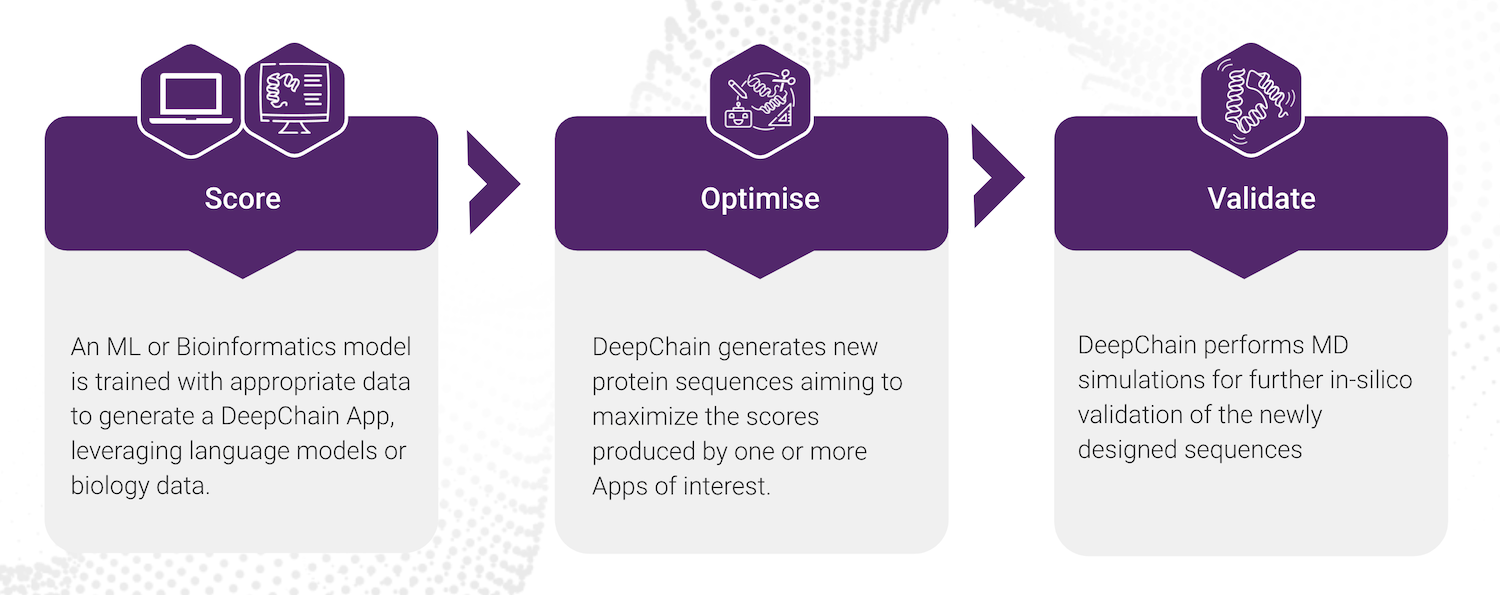 Score
An ML or Bioinformatics model
is trained with appropriate data
to generate a DeepChain App,
leveraging language models or
biology data.
Optimise
DeepChain generates new
protein sequences aiming to
maximize the scores
produced by one or more
Apps of interest.
Validate
DeepChain performs MD
simulations for further in-silico
validation of the newly
designed sequences